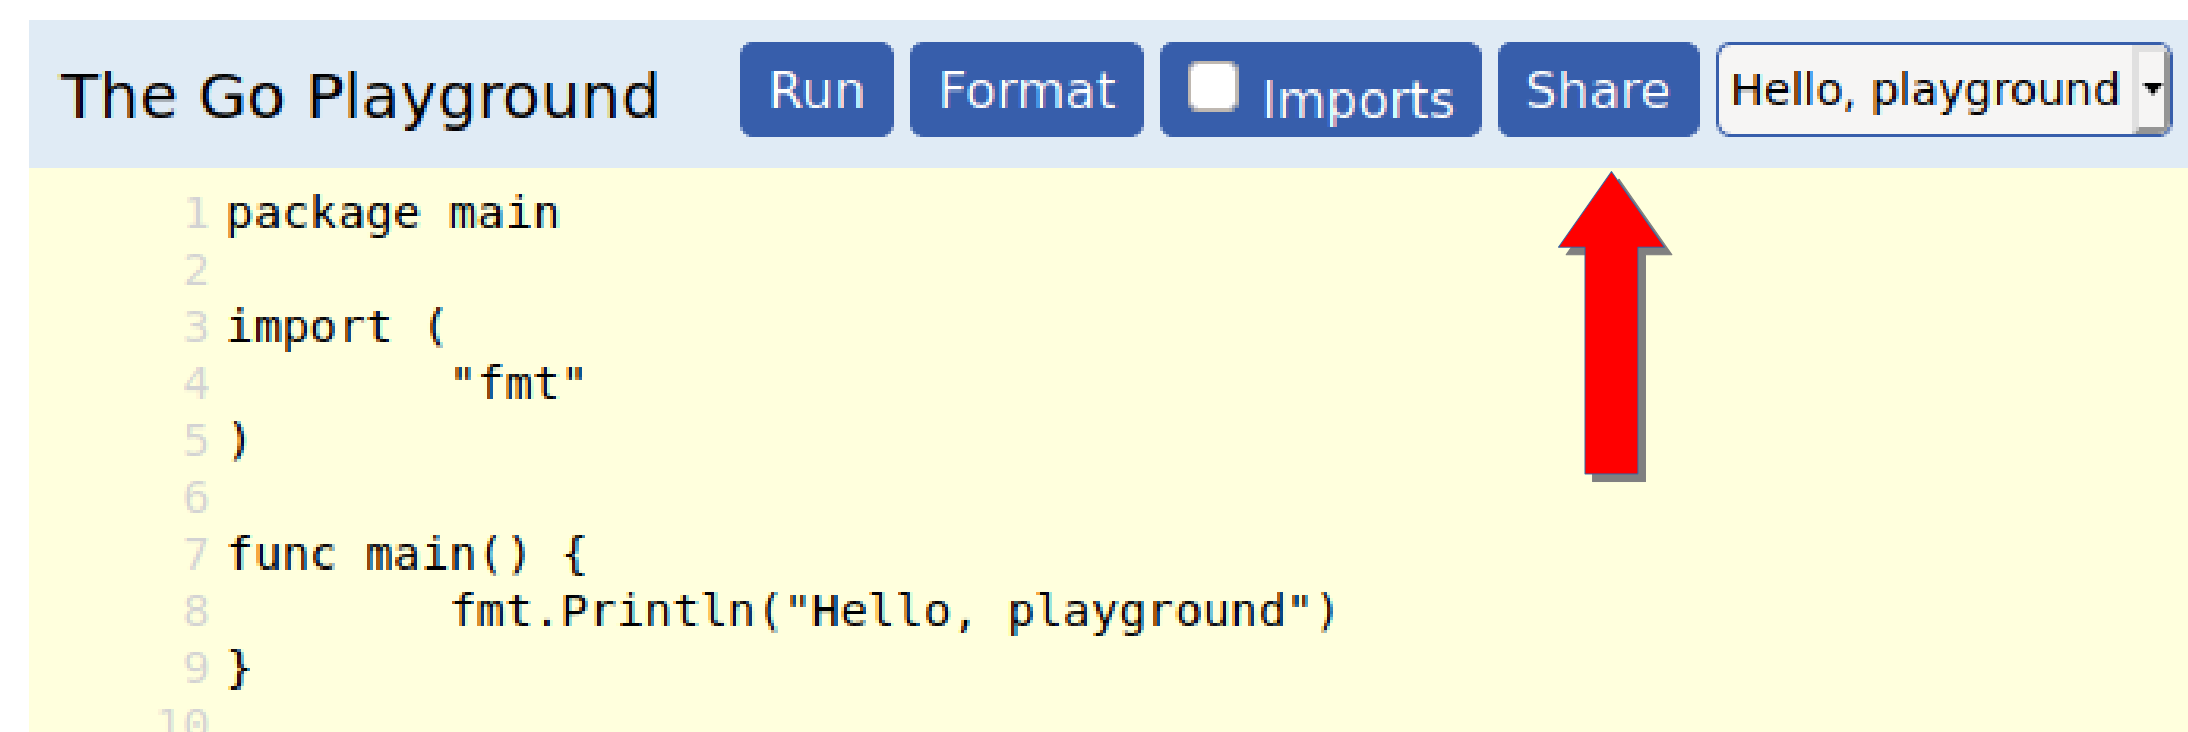 The Go Playground Run Format Imports Share Hello, playground
1 package main
2
3 import (
4 "fmt"
5 )
6
7 func main() {
8 fmt.Println("Hello, playground")
9 }
10